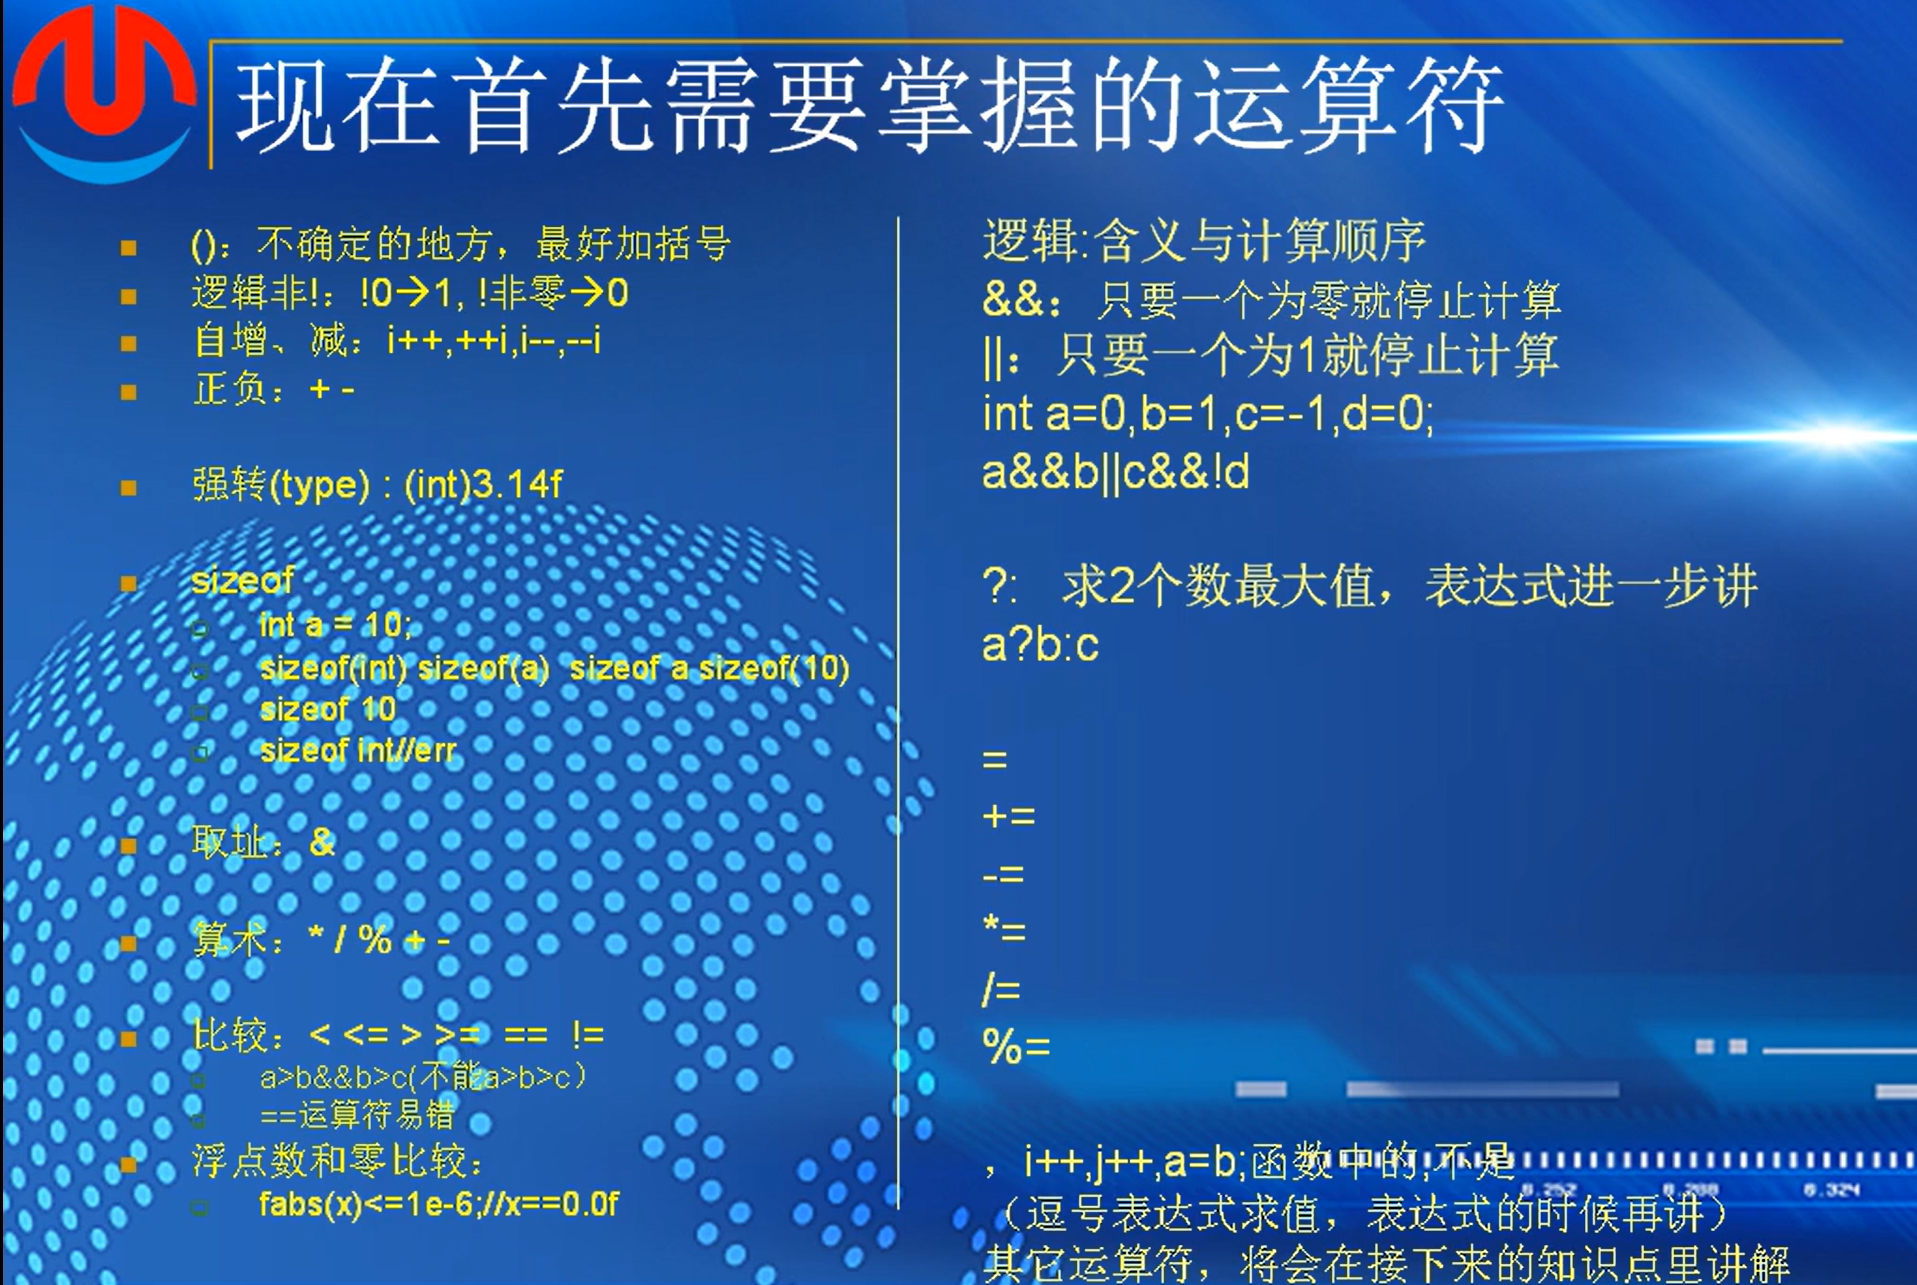 现在首先需要掌握的运算符
()：不确定的地方，最好加括号
逻辑非!：!0→1, !非零→0
自增、减：i++,++i,i--,--i
正负：+ -
强转(type) : (int)3.14f
sizeof
int a = 10;
sizeof(int) sizeof(a) sizeof a sizeof(10)
sizeof 10
sizeof int//err
取址：&
算术：* / % + -
比较：< <= > >= == !=
a>b&&b>c(不能a>b>c）
==运算符易错
浮点数和零比较：
fabs(x)<=1e-6;//x==0.0f
逻辑:含义与计算顺序
&&：只要一个为零就停止计算
||：只要一个为1就停止计算
int a=0,b=1,c=-1,d=0;
a&&b||c&&!d
?: 求2个数最大值，表达式进一步讲
a?b:c
=
+=
-=
*=
/=
%=
，i++,j++,a=b;函数中的,不是
（逗号表达式求值，表达式的时候再讲）
其它运算符，将会在接下来的知识点里讲解
8.252 8.288 8.324